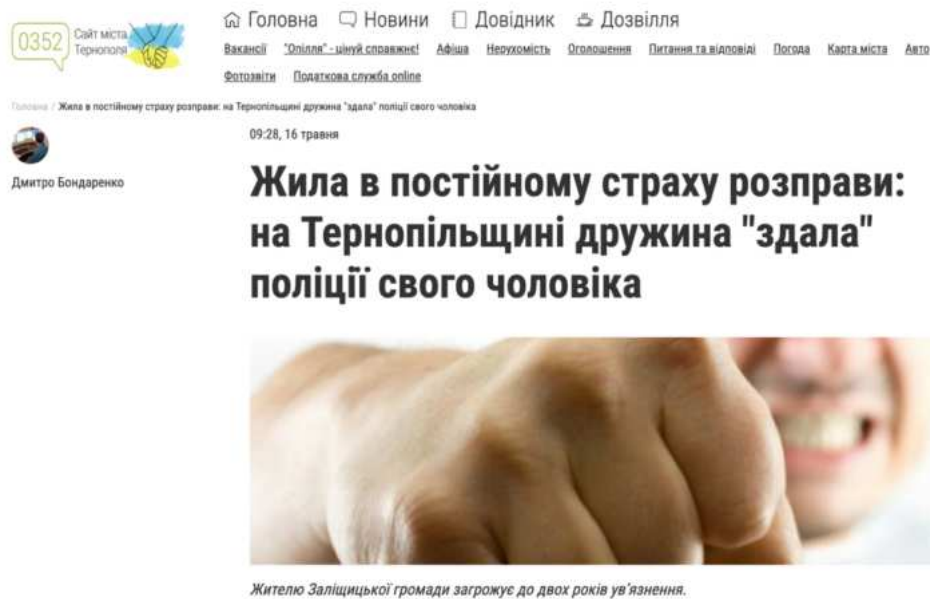 0352 Сайт міста
Тернополя
Головна Новини Довідник Дозвілля
Вакансії "Опілля" - цінуй справжнє! Афіша Нерухомість Оголошення Питання та відповіді Погода Карта міста Авто
Фотозвіти Податкова служба online
Головна / Жила в постійному страху розправи: на Тернопільщині дружина "здала" поліції свого чоловіка
09:28, 16 травня
Дмитро Бондаренко
Жила в постійному страху розправи:
на Тернопільщині дружина "здала"
поліції свого чоловіка
Жителю Заліщицької громади загрожує до двох років ув’язнення.